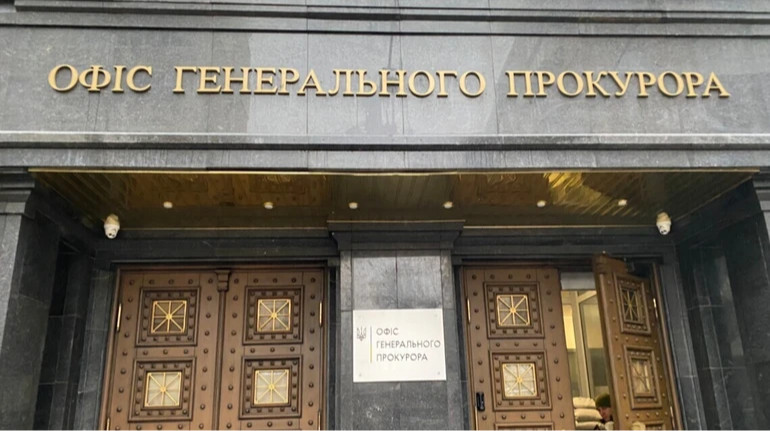 ОФІС ГЕНЕРАЛЬНОГО ПРОКУРОРА
ОФІС
ГЕНЕРАЛЬНОГО
ПРОКУРОРА